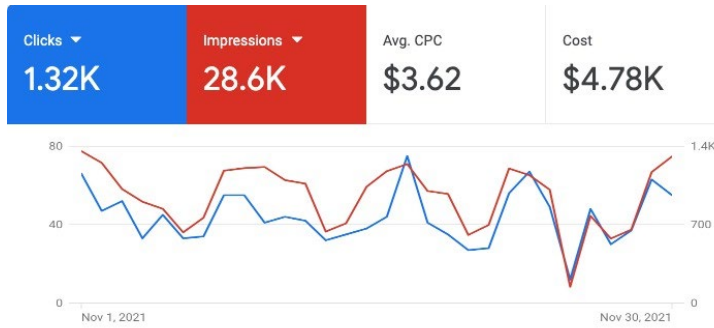 Clicks
Impressions
Avg. CPC
Cost
1.32K
28.6K
$3.62
$4.78K
80
1.4K
40
700
0
0
Nov 1, 2021
Nov 30, 2021